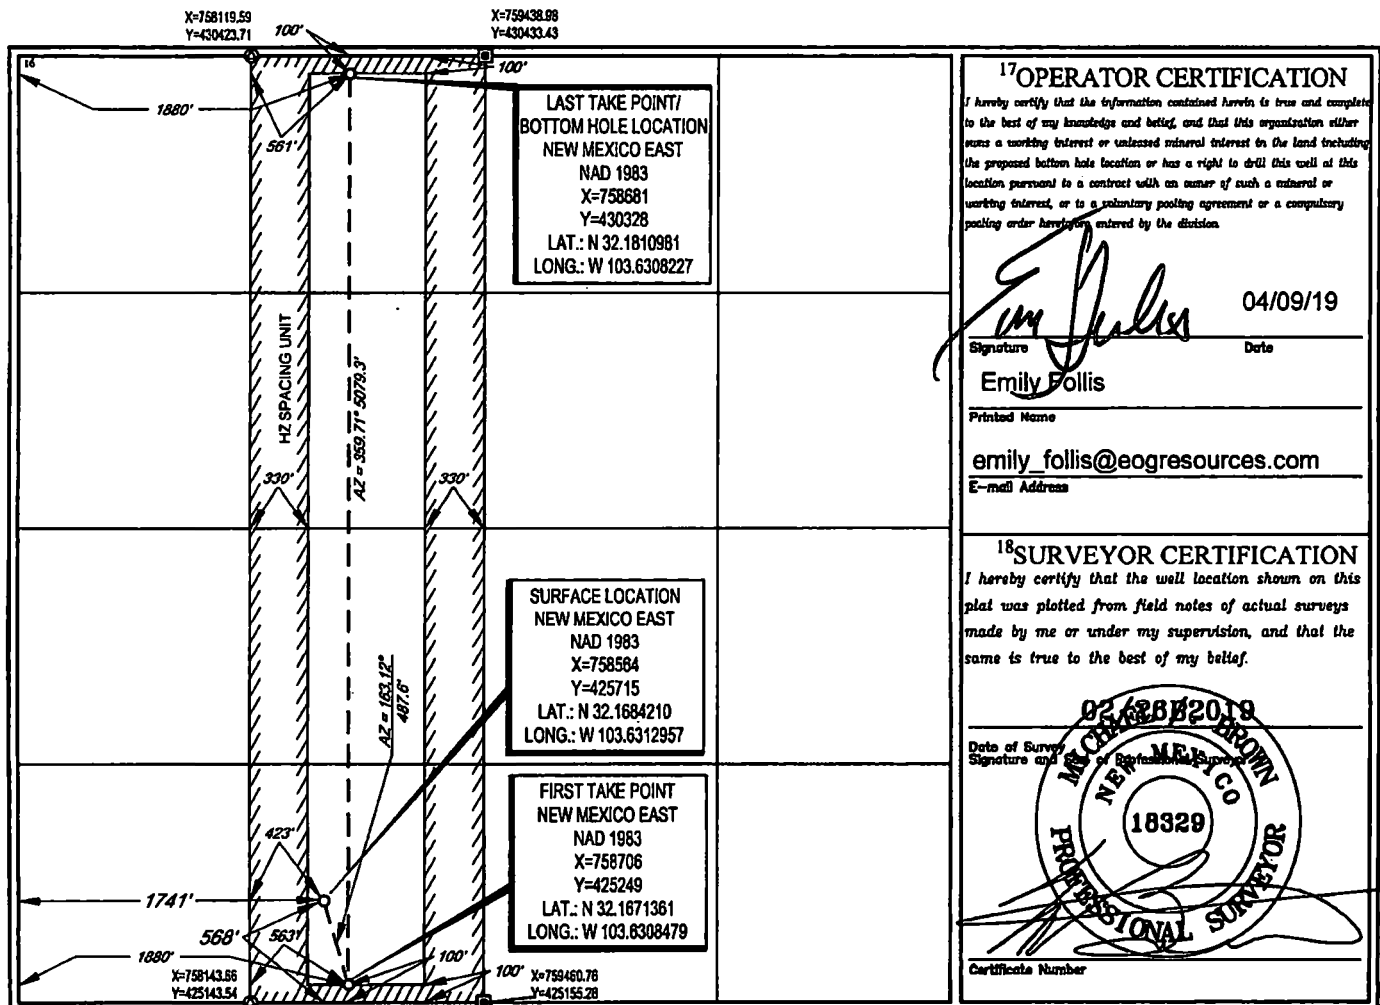 X=758119.59
Y=430423.71
X=759438.98
Y=430433.43
100'
16
100'
1880'
561'
LAST TAKE POINT/
BOTTOM HOLE LOCATION
NEW MEXICO EAST
NAD 1983
X=758681
Y=430328
LAT.: N 32.1810981
LONG.: W 103.6308227
HZ SPACING UNIT
AZ = 359.71° 5079.3'
330'
330'
SURFACE LOCATION
NEW MEXICO EAST
NAD 1983
X=758564
Y=425715
LAT.: N 32.1684210
LONG.: W 103.6312957
AZ = 163.12°
487.6'
FIRST TAKE POINT
NEW MEXICO EAST
NAD 1983
X=758706
Y=425249
LAT.: N 32.1671361
LONG.: W 103.6308479
423'
1741'
568'
563'
1880'
100'
100'
X=758143.66
Y=425143.54
X=759460.76
Y=425155.28
17OPERATOR CERTIFICATION
I hereby certify that the information contained herein is true and complete
to the best of my knowledge and belief, and that this organization either
owns a working interest or unleased mineral interest in the land including
the proposed bottom hole location or has a right to drill this well at this
location pursuant to a contract with an owner of such a mineral or
working interest, or to a voluntary pooling agreement or a compulsory
pooling order heretofore entered by the division.
04/09/19
Signature
Date
Emily Follis
Printed Name
emily_follis@eogresources.com
E-mail Address
18SURVEYOR CERTIFICATION
I hereby certify that the well location shown on this
plat was plotted from field notes of actual surveys
made by me or under my supervision, and that the
same is true to the best of my belief.
02/26/2019
Date of Survey
Signature and Seal of Professional Surveyor:
MICHAEL B. BROWN
NEW MEXICO
18329
PROFESSIONAL SURVEYOR
Certificate Number